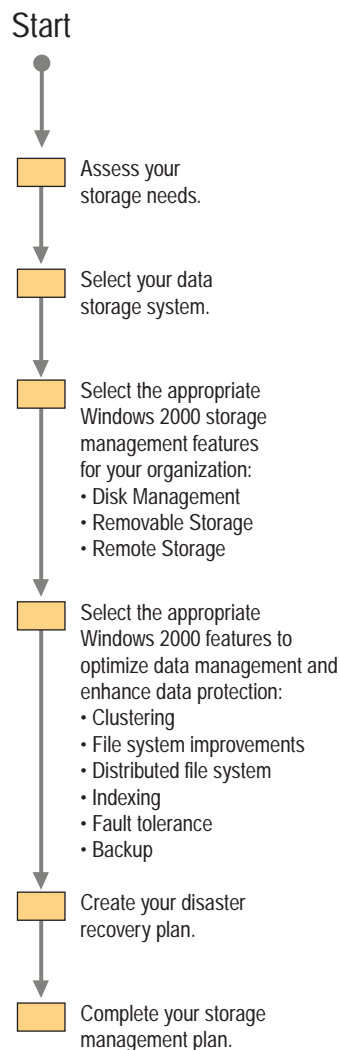 Start
Assess your
storage needs.
Select your data
storage system.
Select the appropriate
Windows 2000 storage
management features
for your organization:
• Disk Management
• Removable Storage
• Remote Storage
Select the appropriate
Windows 2000 features to
optimize data management and
enhance data protection:
• Clustering
• File system improvements
• Distributed file system
• Indexing
• Fault tolerance
• Backup
Create your disaster
recovery plan.
Complete your storage
management plan.